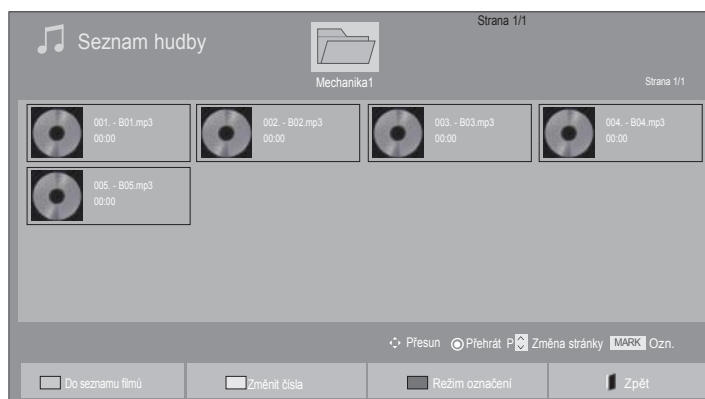 Strana 1/1
Seznam hudby
Mechanika1
Strana 1/1
001. - B01.mp3
00:00
002. - B02.mp3
00:00
003. - B03.mp3
00:00
004. - B04.mp3
00:00
005. - B05.mp3
00:00
Přesun Přehrát P Změna stránky MARK Ozn.
Do seznamu filmů Změnit čísla Režim označení Zpět